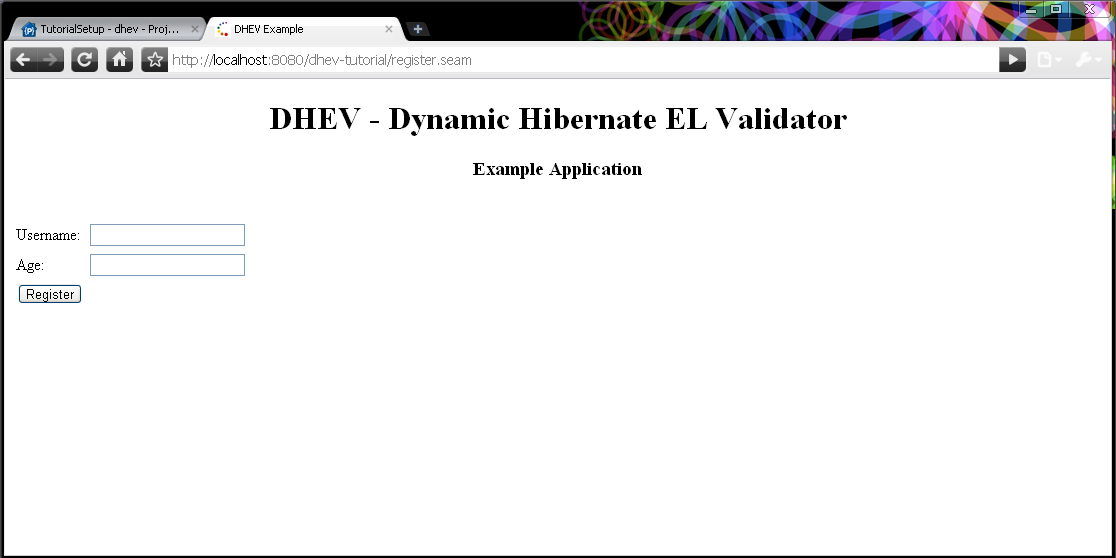 TutorialSetup - dhev - Proj...
DHEV Example
http://localhost:8080/dhev-tutorial/register.seam
DHEV - Dynamic Hibernate EL Validator
Example Application
Username:
Age:
Register